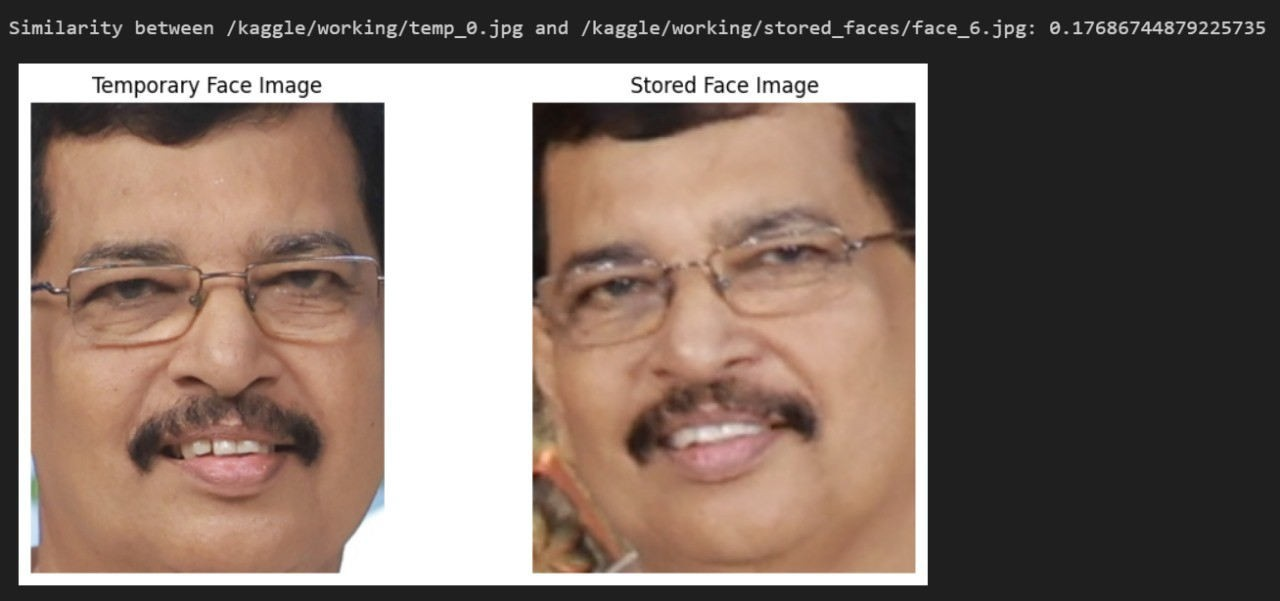 Similarity between /kaggle/working/temp_0.jpg and /kaggle/working/stored_faces/face_6.jpg: 0.17686744879225735
Temporary Face Image
Stored Face Image